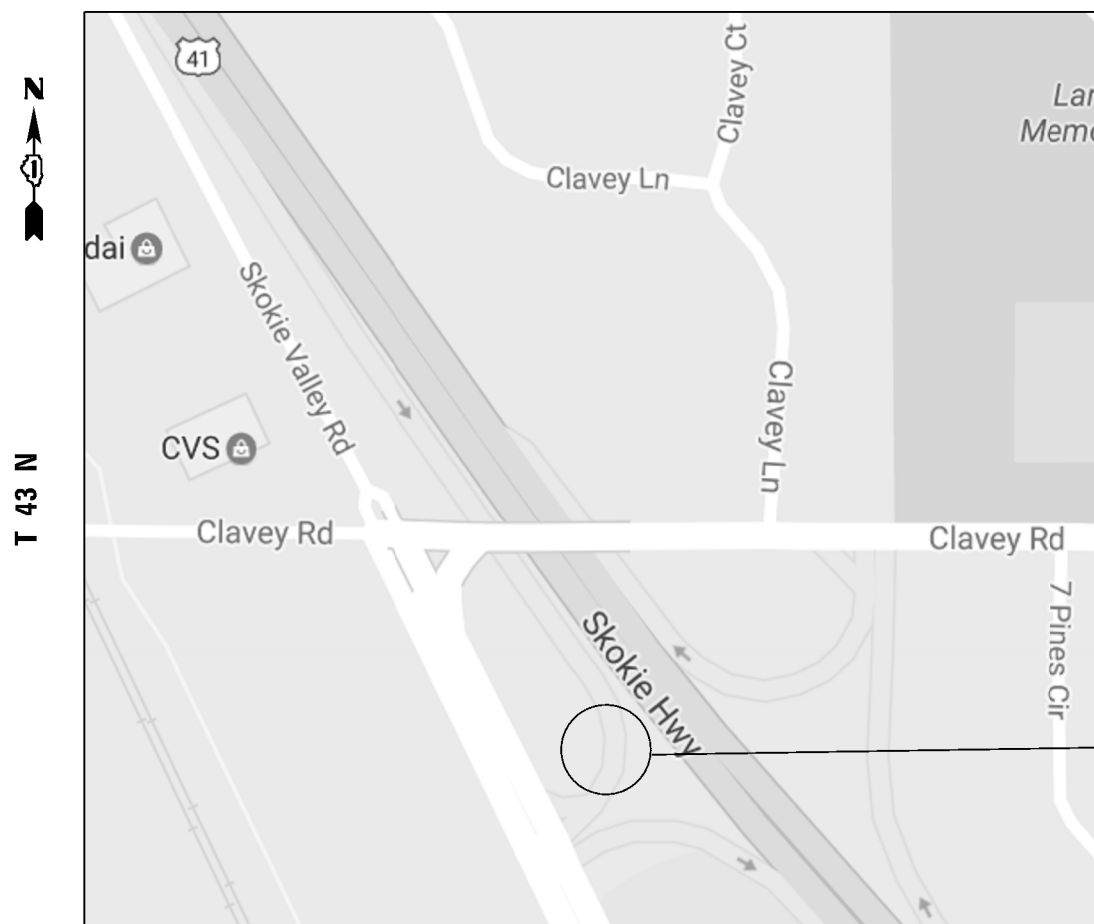 41
Clavey Ct
Lar
Memo
N
Clavey Ln
dai
Skokie Valley Rd
Clavey Ln
CVS
T 43 N
Clavey Rd
Clavey Rd
7 Pines Cir
Skokie Hwy